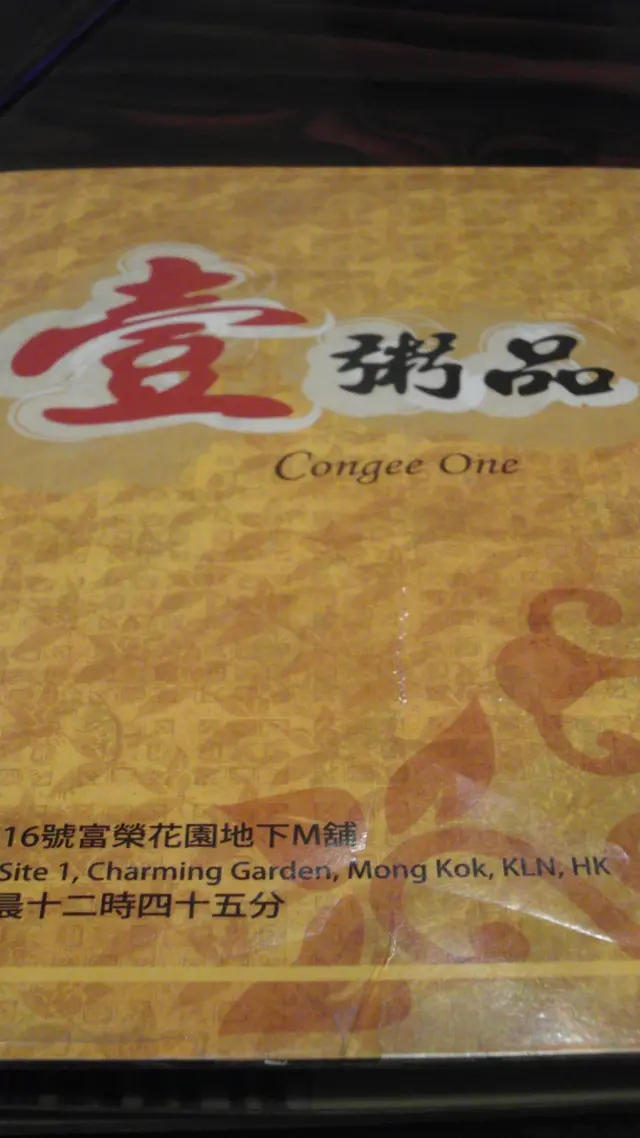 壹粥品
Congee One
16號富榮花園地下M舖
Site 1, Charming Garden, Mong Kok, KLN, HK
晨十二時四十五分